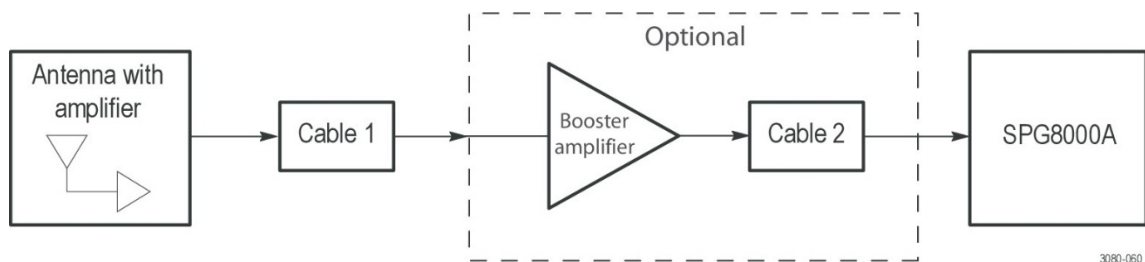 Optional
Antenna with
amplifier
Cable 1
Booster
amplifier
Cable 2
SPG8000A
3080-060